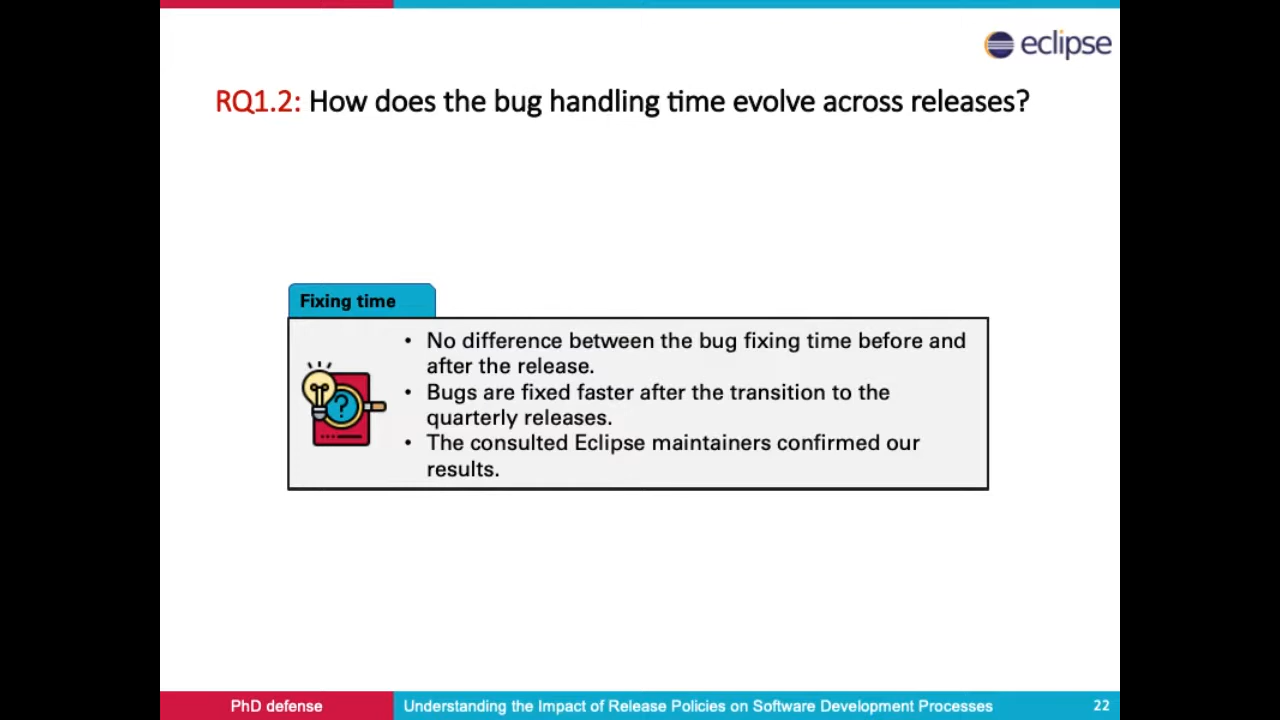 eclipse
RQ1.2: How does the bug handling time evolve across releases?
Fixing time
• No difference between the bug fixing time before and
after the release.
• Bugs are fixed faster after the transition to the
quarterly releases.
• The consulted Eclipse maintainers confirmed our
results.
?
PhD defense
Understanding the Impact of Release Policies on Software Development Processes
22